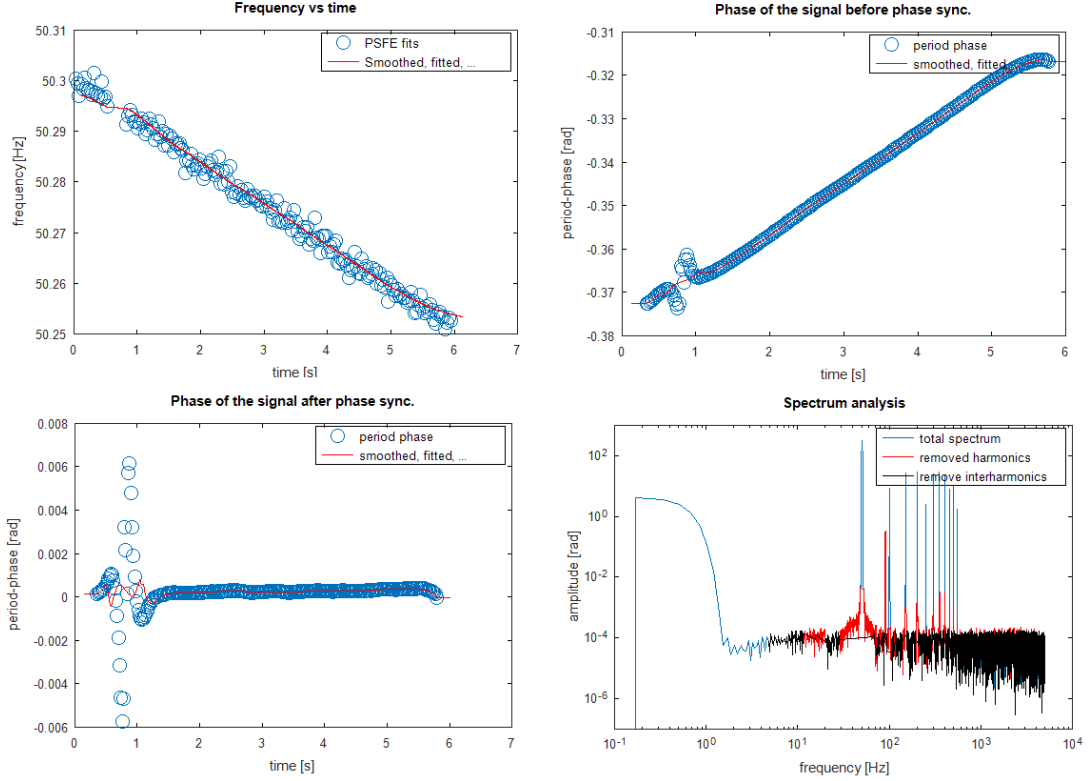 Frequency vs time
50.31
50.3
50.29
50.28
50.27
50.26
50.25
frequency [Hz]
PSFE fits
Smoothed, fitted, ...
0 1 2 3 4 5 6 7
time [s]
Phase of the signal before phase sync.
-0.31
-0.32
-0.33
-0.34
-0.35
-0.36
-0.37
-0.38
period-phase [rad]
period phase
smoothed, fitted
0 1 2 3 4 5 6
time [s]
Phase of the signal after phase sync.
0.008
0.006
0.004
0.002
0
-0.002
-0.004
-0.006
period-phase [rad]
period phase
smoothed, fitted, ...
0 1 2 3 4 5 6 7
time [s]
Spectrum analysis
10^2
10^0
10^-2
10^-4
10^-6
amplitude [rad]
total spectrum
removed harmonics
remove interharmonics
10^-1 10^0 10^1 10^2 10^3 10^4
frequency [Hz]